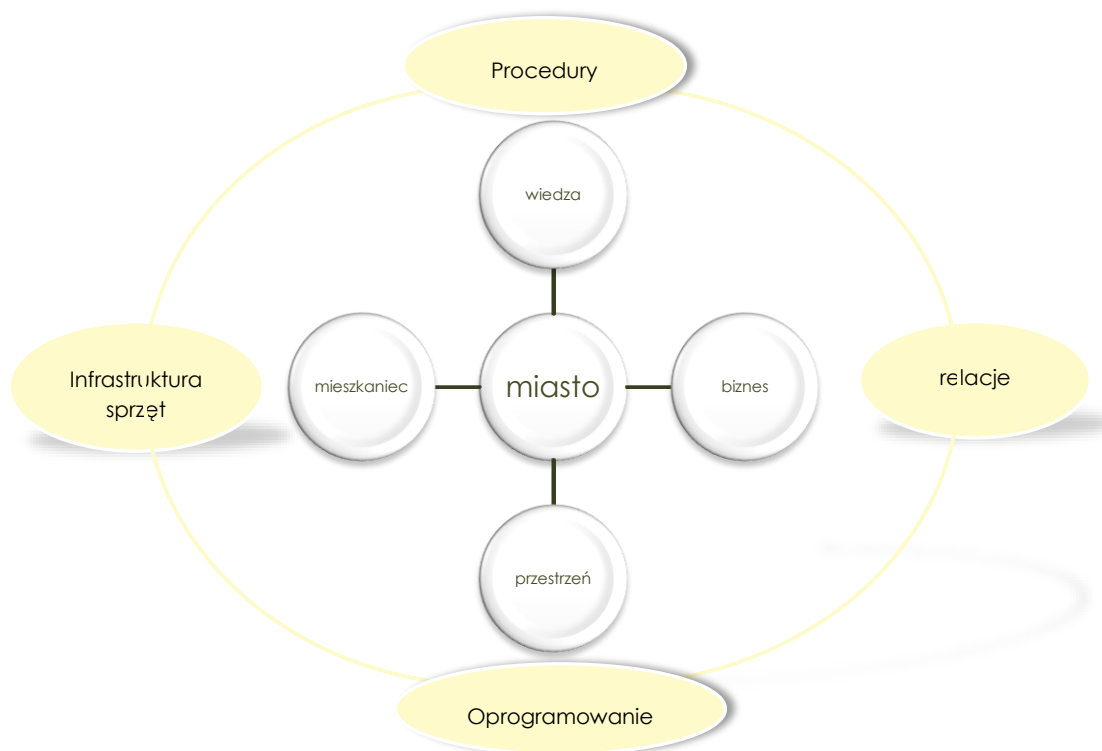 Procedury
wiedza
Infrastruktura
sprzęt
mieszkaniec
miasto
biznes
relacje
przestrzeń
Oprogramowanie